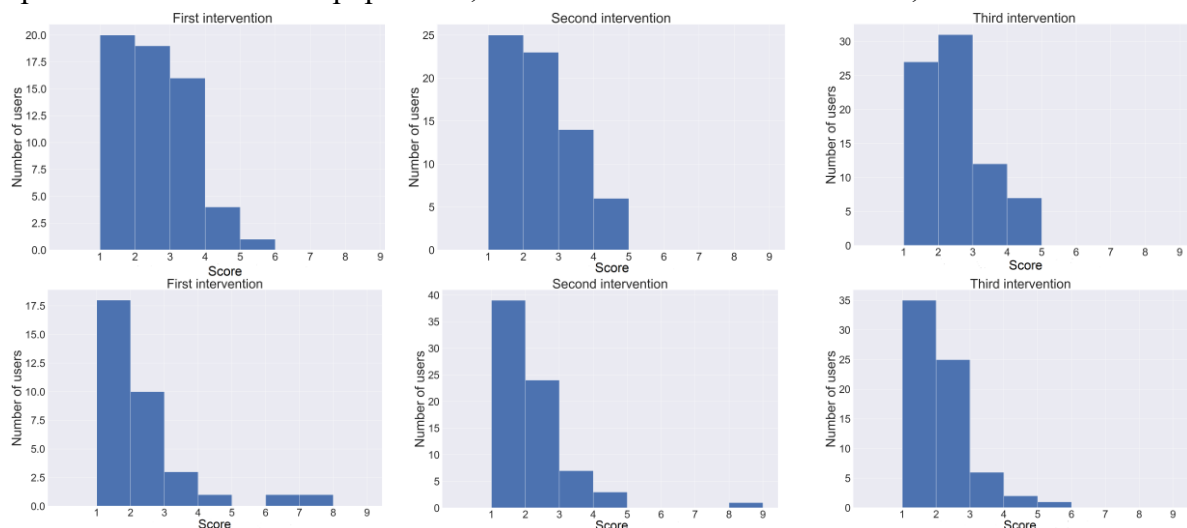 First intervention
Number of users
20.0
17.5
15.0
12.5
10.0
7.5
5.0
2.5
0.0
1 2 3 4 5 6 7 8 9
Score
Second intervention
Number of users
25
20
15
10
5
0
1 2 3 4 5 6 7 8 9
Score
Third intervention
Number of users
30
25
20
15
10
5
0
1 2 3 4 5 6 7 8 9
Score
First intervention
Number of users
17.5
15.0
12.5
10.0
7.5
5.0
2.5
0.0
1 2 3 4 5 6 7 8 9
Score
Second intervention
Number of users
40
35
30
25
20
15
10
5
0
1 2 3 4 5 6 7 8 9
Score
Third intervention
Number of users
35
30
25
20
15
10
5
0
1 2 3 4 5 6 7 8 9
Score